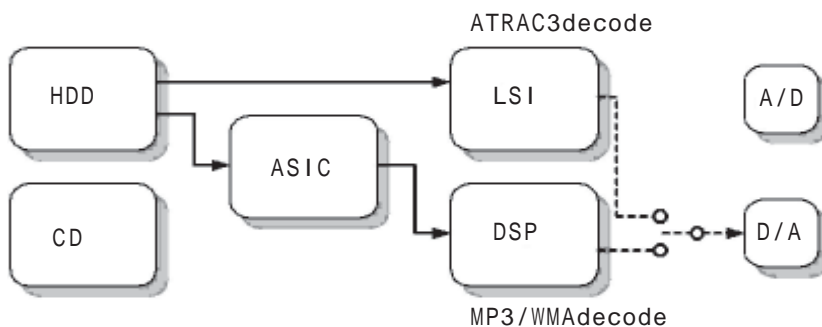 ATRAC3decode
HDD
LSI
A/D
ASIC
CD
DSP
D/A
MP3/WMAdecode